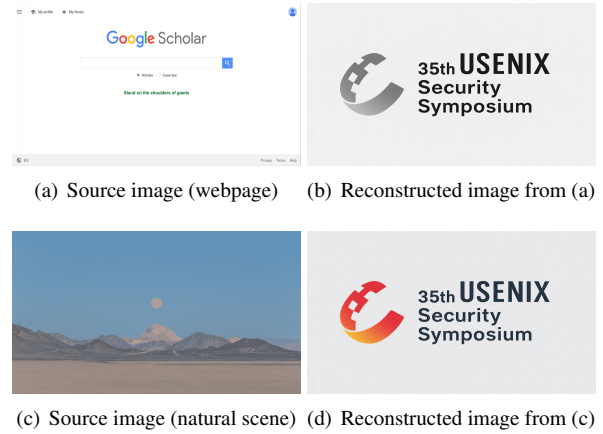 My profile My library
Google Scholar
Articles Case law
Stand on the shoulders of giants
EN Privacy Terms Help
35th USENIX
Security
Symposium
(a) Source image (webpage) (b) Reconstructed image from (a)
35th USENIX
Security
Symposium
(c) Source image (natural scene) (d) Reconstructed image from (c)